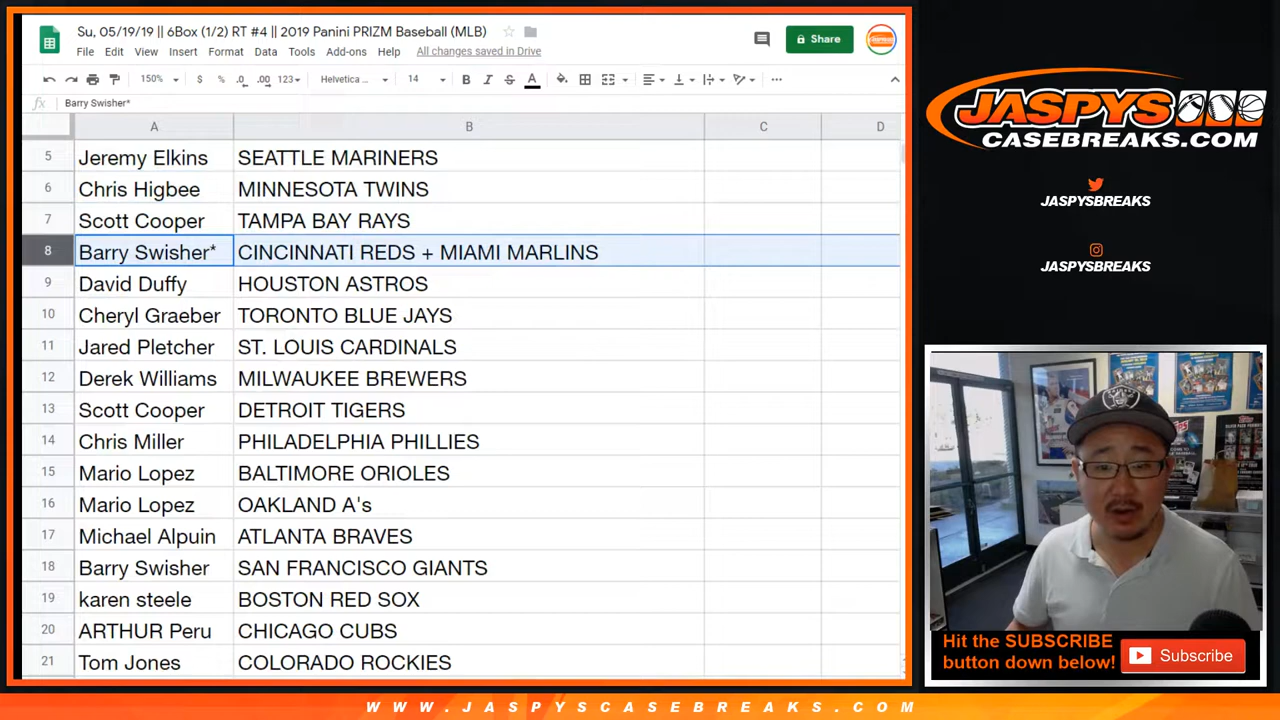 Su, 05/19/19 || 6Box (1/2) RT #4 || 2019 Panini PRIZM Baseball (MLB)
File Edit View Insert Format Data Tools Add-ons Help All changes saved in Drive
Share
150% $ % .0 .00 123 Helvetica ... 14 B I S A
fx Barry Swisher*
A B C D
5 Jeremy Elkins SEATTLE MARINERS
6 Chris Higbee MINNESOTA TWINS
7 Scott Cooper TAMPA BAY RAYS
8 Barry Swisher* CINCINNATI REDS + MIAMI MARLINS
9 David Duffy HOUSTON ASTROS
10 Cheryl Graeber TORONTO BLUE JAYS
11 Jared Pletcher ST. LOUIS CARDINALS
12 Derek Williams MILWAUKEE BREWERS
13 Scott Cooper DETROIT TIGERS
14 Chris Miller PHILADELPHIA PHILLIES
15 Mario Lopez BALTIMORE ORIOLES
16 Mario Lopez OAKLAND A's
17 Michael Alpuin ATLANTA BRAVES
18 Barry Swisher SAN FRANCISCO GIANTS
19 karen steele BOSTON RED SOX
20 ARTHUR Peru CHICAGO CUBS
21 Tom Jones COLORADO ROCKIES
JASPYS
CASEBREAKS.COM
JASPYSBREAKS
JASPYSBREAKS
Hit the SUBSCRIBE
button down below!
Subscribe
WWW.JASPYSCASEBREAKS.COM